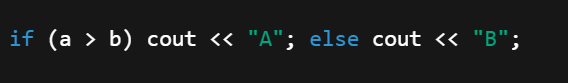 if (a > b) cout << "A"; else cout << "B";